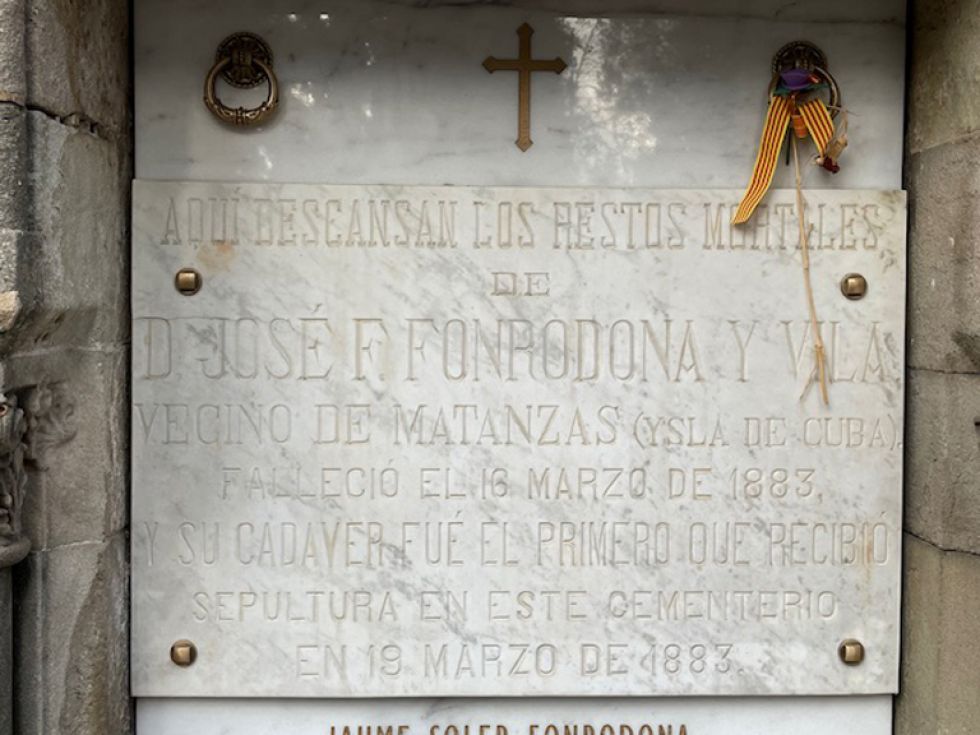 AQUÍ DESCANSAN LOS RESTOS MORTALES
DE
D. JOSÉ F. FONRODONA Y VILA
VECINO DE MATANZAS (YSLA DE CUBA).
FALLECIÓ EL 16 MARZO DE 1883,
Y SU CADAVER FUÉ EL PRIMERO QUE RECIBIÓ
SEPULTURA EN ESTE CEMENTERIO
EN 19 MARZO DE 1883.
JAUME SOLER FONRODONA